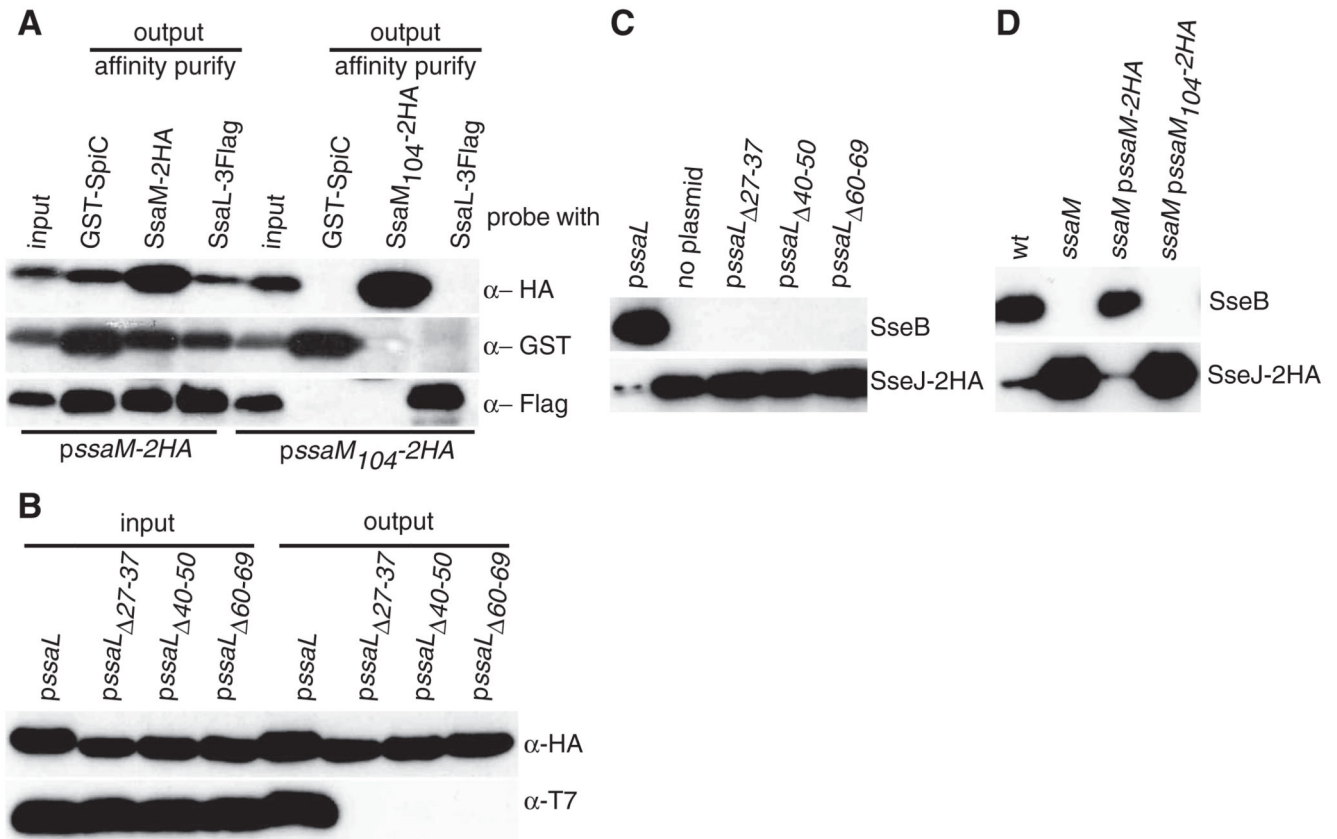 A
output
affinity purify
output
affinity purify
input
GST-SpiC
SsaM-2HA
SsaL-3Flag
input
GST-SpiC
SsaM104-2HA
SsaL-3Flag
probe with
α– HA
α– GST
α– Flag
pssaM-2HA
pssaM104-2HA
B
input
output
pssaL
pssaLΔ27-37
pssaLΔ40-50
pssaLΔ60-69
pssaL
pssaLΔ27-37
pssaLΔ40-50
pssaLΔ60-69
α-HA
α-T7
C
pssaL
no plasmid
pssaLΔ27-37
pssaLΔ40-50
pssaLΔ60-69
SseB
SseJ-2HA
D
wt
ssaM
ssaM pssaM-2HA
ssaM pssaM104-2HA
SseB
SseJ-2HA